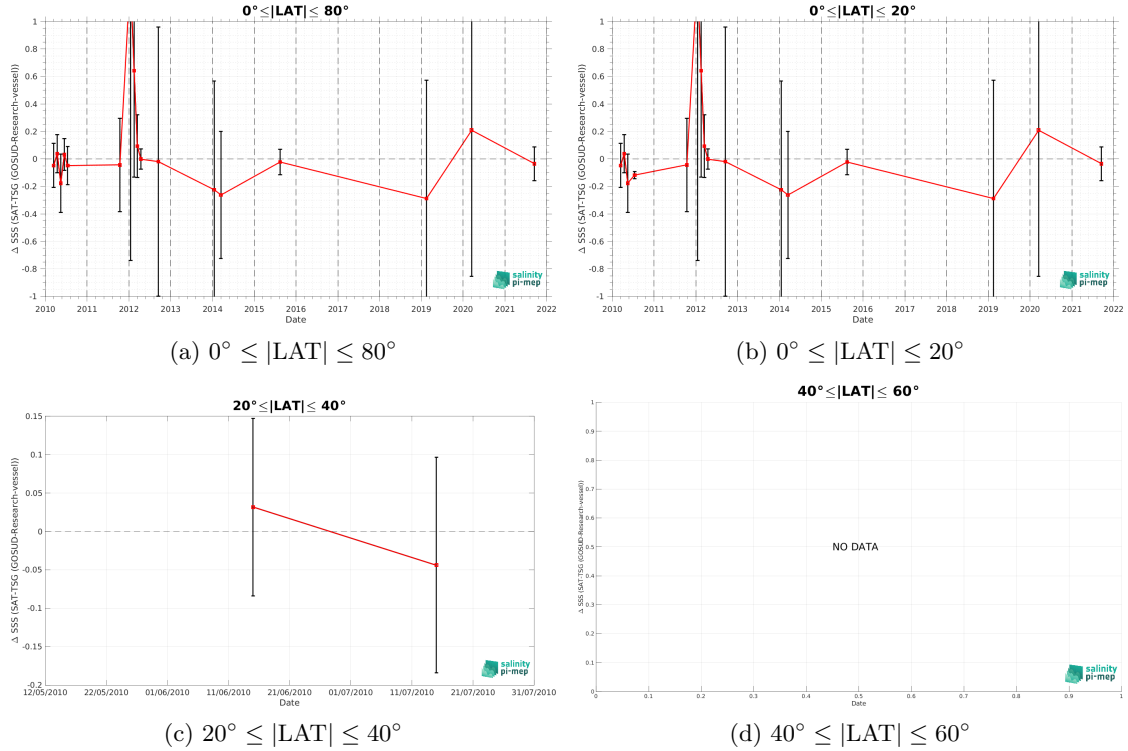 0°≤|LAT|≤ 80°
Δ SSS (SAT-TSG (GOSUD-Research-vessel))
1
0.8
0.6
0.4
0.2
0
-0.2
-0.4
-0.6
-0.8
-1
2010 2011 2012 2013 2014 2015 2016 2017 2018 2019 2020 2021 2022
Date
salinity
pi-mep
(a) 0° ≤ |LAT| ≤ 80°
0°≤|LAT|≤ 20°
Δ SSS (SAT-TSG (GOSUD-Research-vessel))
1
0.8
0.6
0.4
0.2
0
-0.2
-0.4
-0.6
-0.8
-1
2010 2011 2012 2013 2014 2015 2016 2017 2018 2019 2020 2021 2022
Date
salinity
pi-mep
(b) 0° ≤ |LAT| ≤ 20°
20°≤|LAT|≤ 40°
Δ SSS (SAT-TSG (GOSUD-Research-vessel))
0.15
0.1
0.05
0
-0.05
-0.1
-0.15
-0.2
12/05/2010 22/05/2010 01/06/2010 11/06/2010 21/06/2010 01/07/2010 11/07/2010 21/07/2010 31/07/2010
Date
salinity
pi-mep
(c) 20° ≤ |LAT| ≤ 40°
40°≤|LAT|≤ 60°
Δ SSS (SAT-TSG (GOSUD-Research-vessel))
1
0.9
0.8
0.7
0.6
0.5
0.4
0.3
0.2
0.1
0
NO DATA
0 0.1 0.2 0.3 0.4 0.5 0.6 0.7 0.8 0.9 1
Date
salinity
pi-mep
(d) 40° ≤ |LAT| ≤ 60°